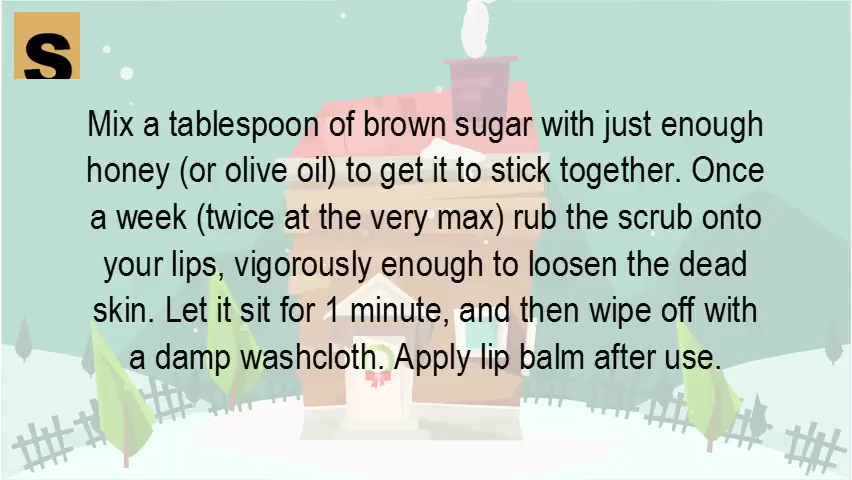 S
Mix a tablespoon of brown sugar with just enough
honey (or olive oil) to get it to stick together. Once
a week (twice at the very max) rub the scrub onto
your lips, vigorously enough to loosen the dead
skin. Let it sit for 1 minute, and then wipe off with
a damp washcloth. Apply lip balm after use.